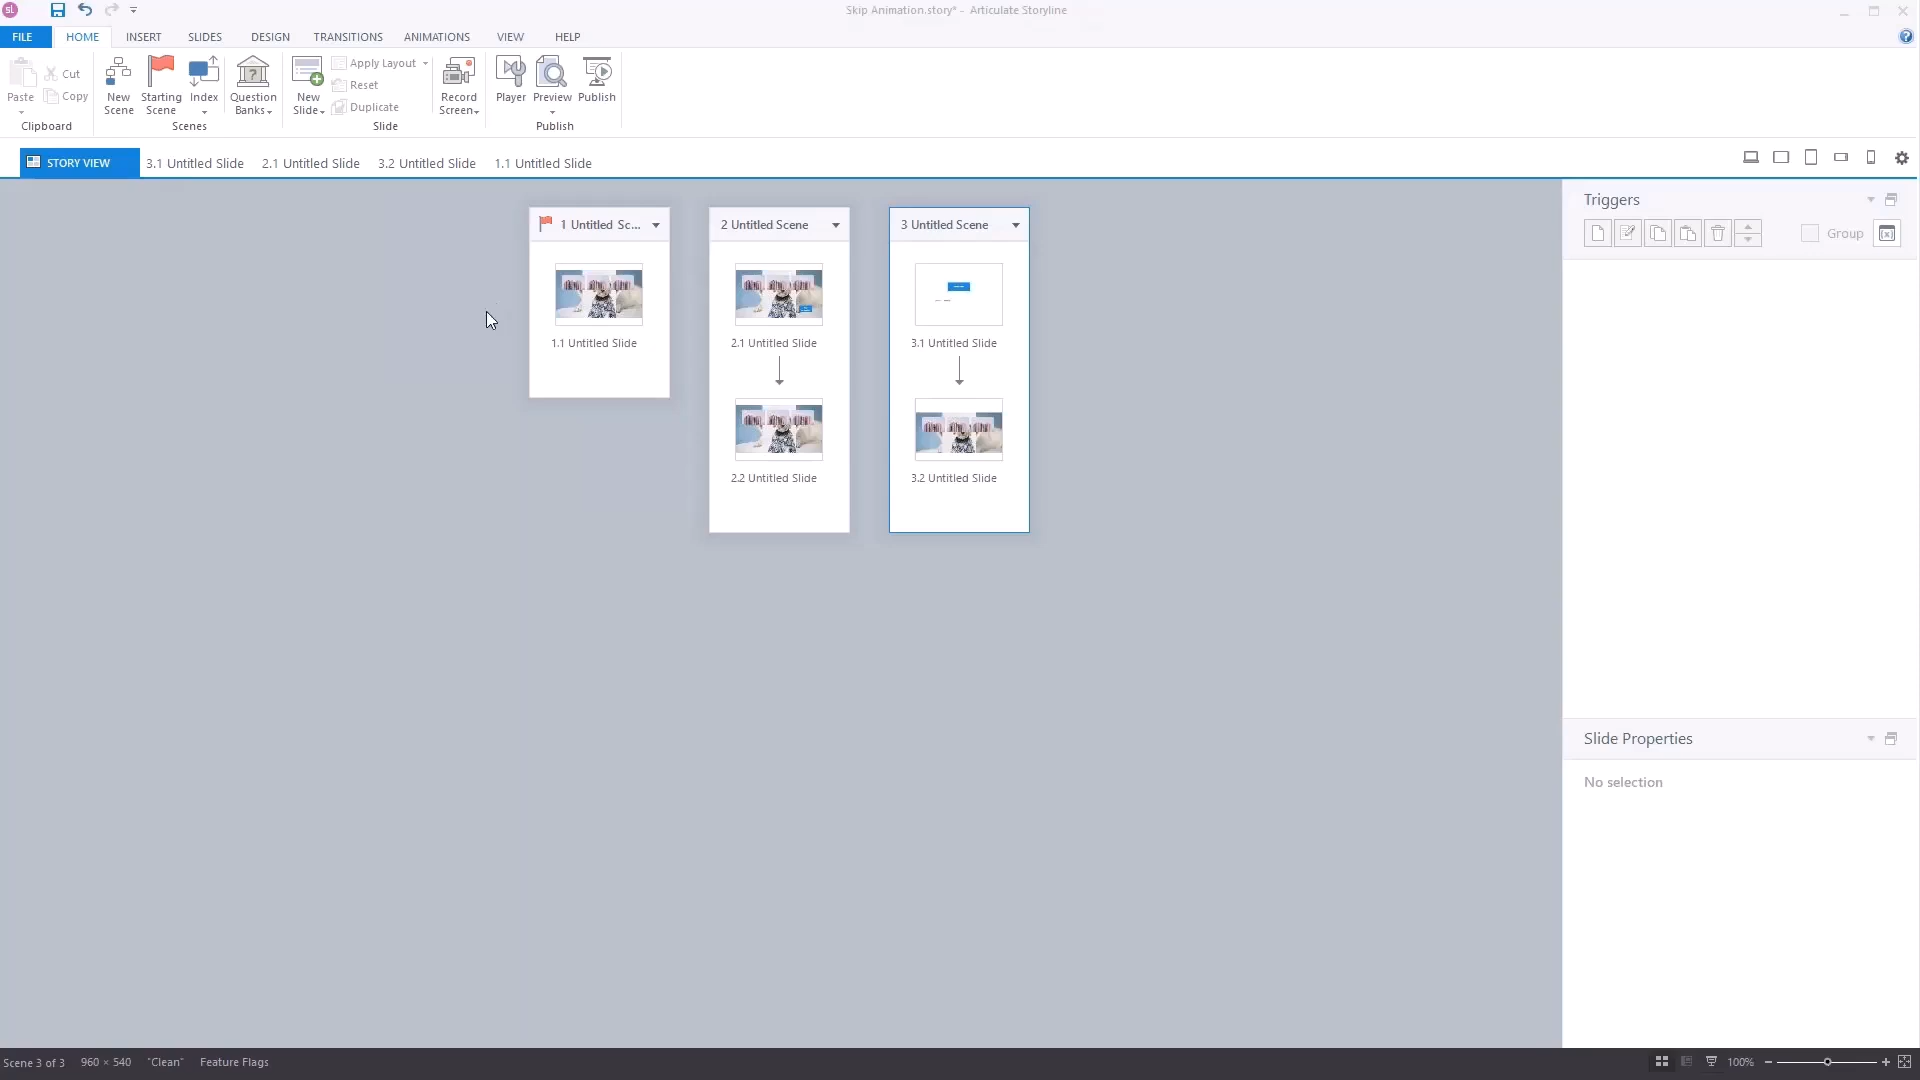 Skip Animation.story* - Articulate Storyline
FILE HOME INSERT SLIDES DESIGN TRANSITIONS ANIMATIONS VIEW HELP
Paste
Cut
Copy
Clipboard
New Scene
Starting Scene
Index
Question Banks
Scenes
New Slide
Apply Layout
Reset
Duplicate
Slide
Record Screen
Player
Preview
Publish
Publish
STORY VIEW 3.1 Untitled Slide 2.1 Untitled Slide 3.2 Untitled Slide 1.1 Untitled Slide
1 Untitled Sc...
1.1 Untitled Slide
2 Untitled Scene
2.1 Untitled Slide
2.2 Untitled Slide
3 Untitled Scene
3.1 Untitled Slide
3.2 Untitled Slide
Triggers
Group
Slide Properties
No selection
Scene 3 of 3 960 × 540 "Clean" Feature Flags 100%